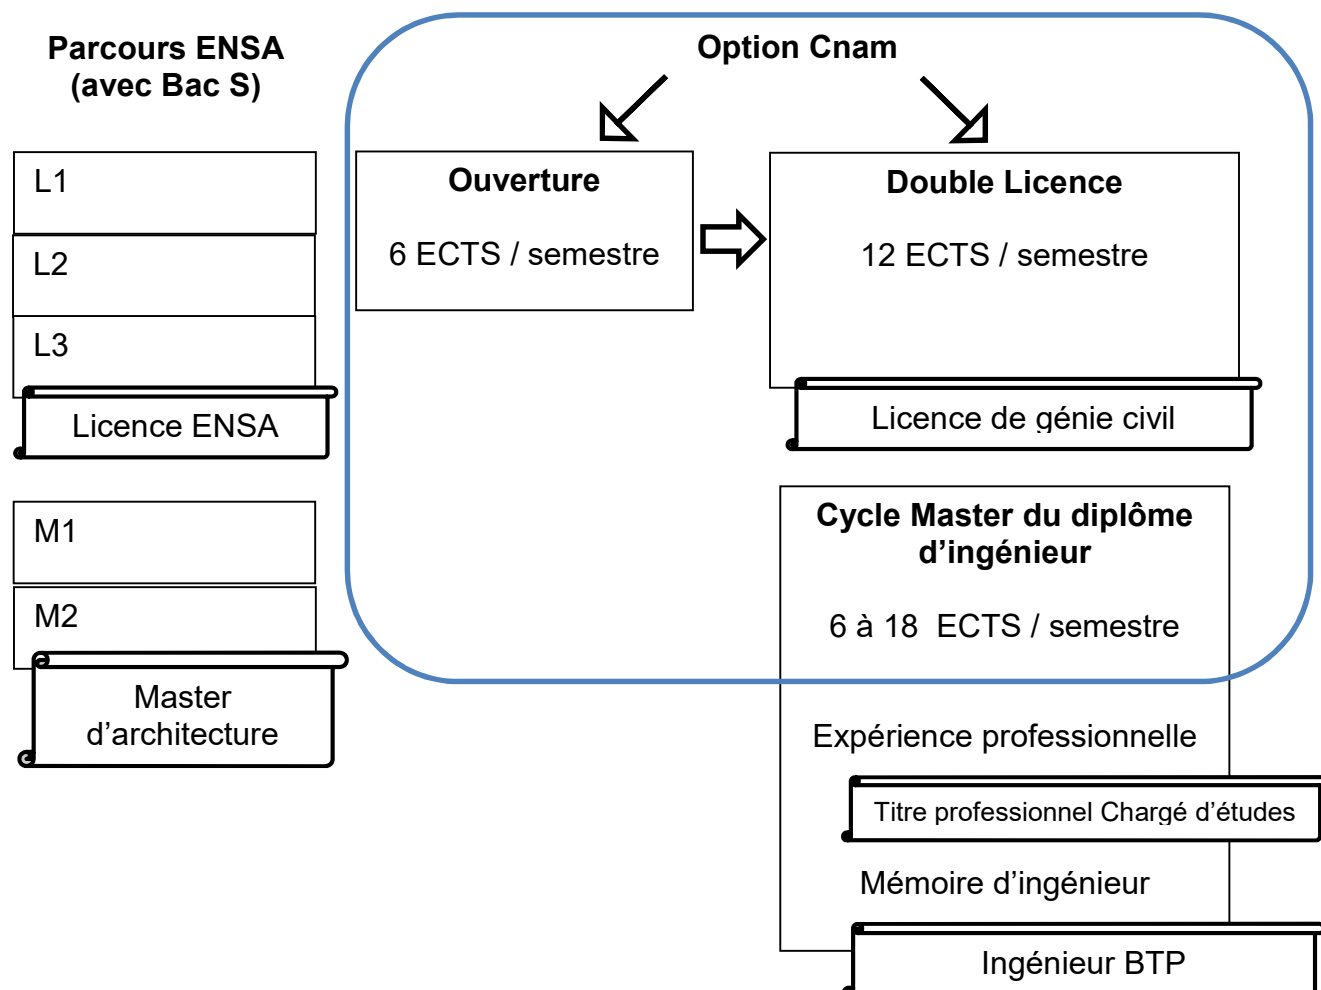 Parcours ENSA
(avec Bac S)
L1
L2
L3
Licence ENSA
M1
M2
Master
d’architecture
Option Cnam
Ouverture
6 ECTS / semestre
Double Licence
12 ECTS / semestre
Licence de génie civil
Cycle Master du diplôme
d’ingénieur
6 à 18 ECTS / semestre
Expérience professionnelle
Titre professionnel Chargé d’études
Mémoire d’ingénieur
Ingénieur BTP